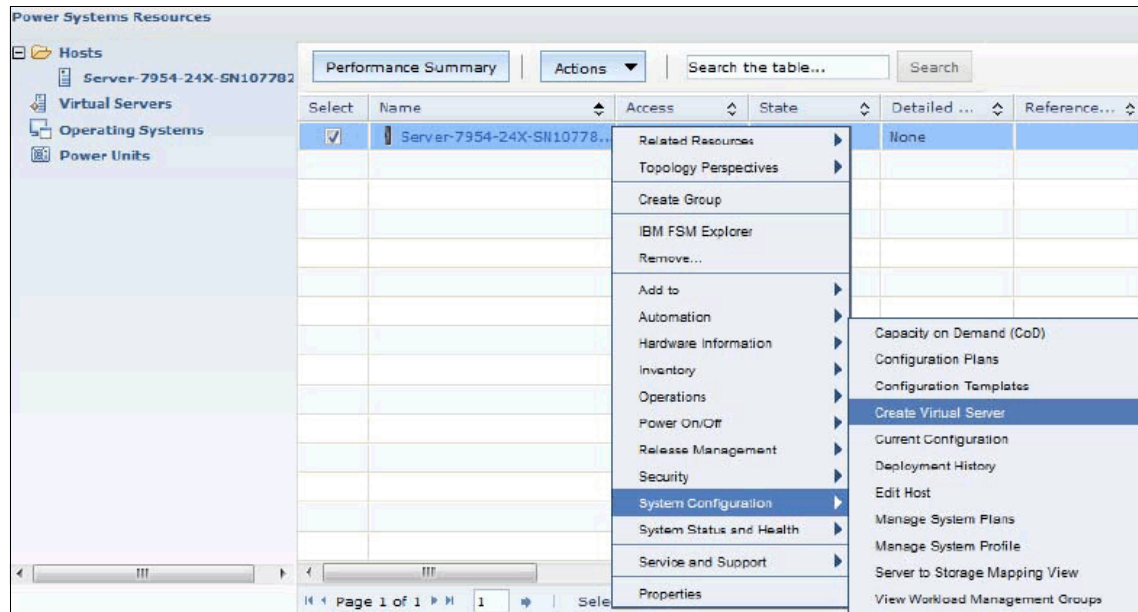 Power Systems Resources
Hosts
Server-7954-24X-SN107782
Virtual Servers
Operating Systems
Power Units
Performance Summary
Actions
Search the table...
Search
Select
Name
Access
State
Detailed ...
Reference...
Server-7954-24X-SN10778...
None
Related Resources
Topology Perspectives
Create Group
IBM FSM Explorer
Remove...
Add to
Automation
Hardware Information
Inventory
Operations
Power On/Off
Release Management
Security
System Configuration
System Status and Health
Service and Support
Properties
Capacity on Demand (CoD)
Configuration Plans
Configuration Templates
Create Virtual Server
Current Configuration
Deployment History
Edit Host
Manage System Plans
Manage System Profile
Server to Storage Mapping View
View Workload Management Groups
Page 1 of 1
1
Sele